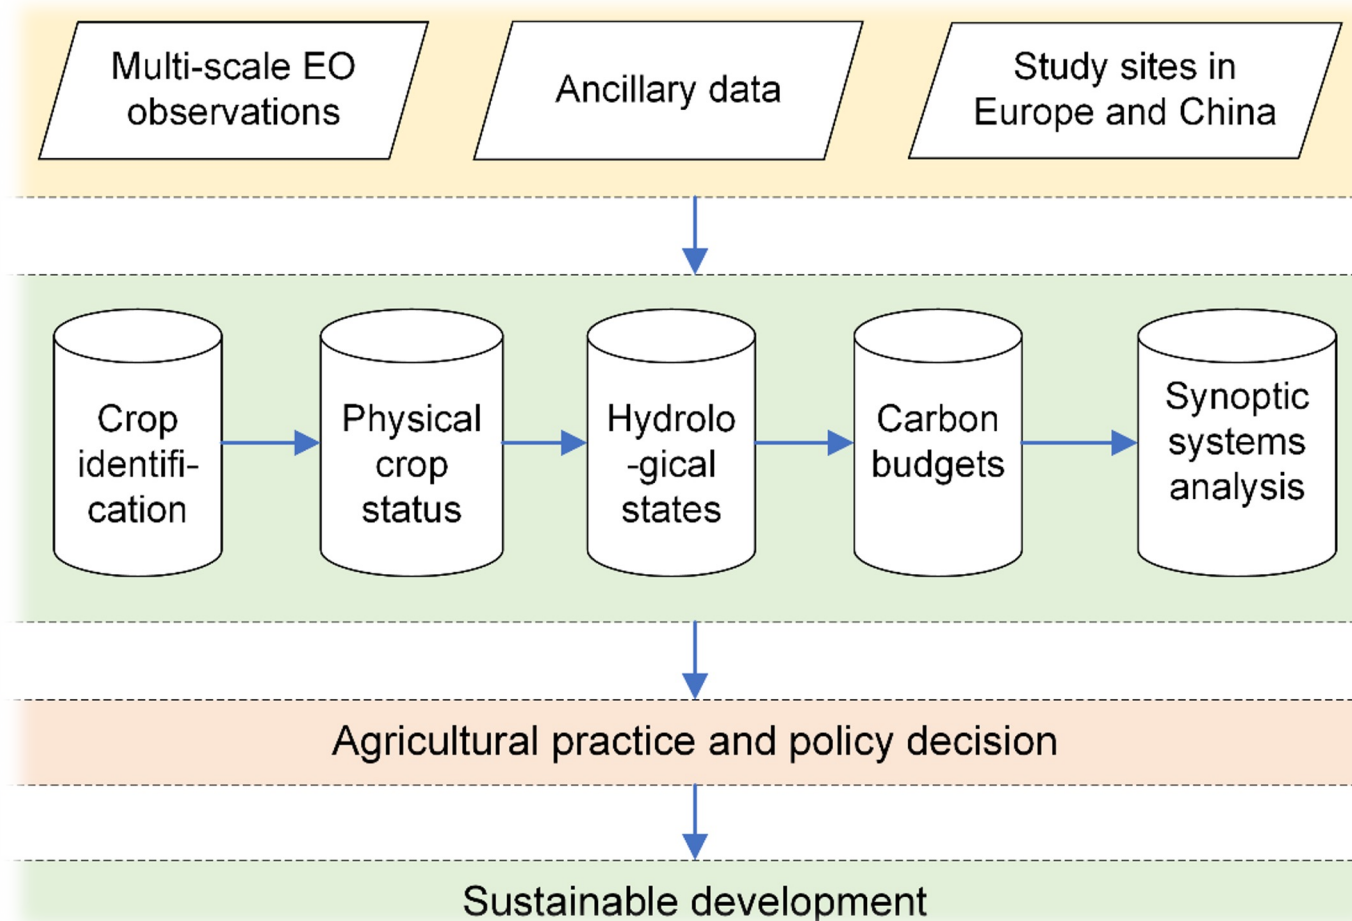 Multi-scale EO
observations
Ancillary data
Study sites in
Europe and China
Crop
identifi-
cation
Physical
crop
status
Hydrolo
-gical
states
Carbon
budgets
Synoptic
systems
analysis
Agricultural practice and policy decision
Sustainable development